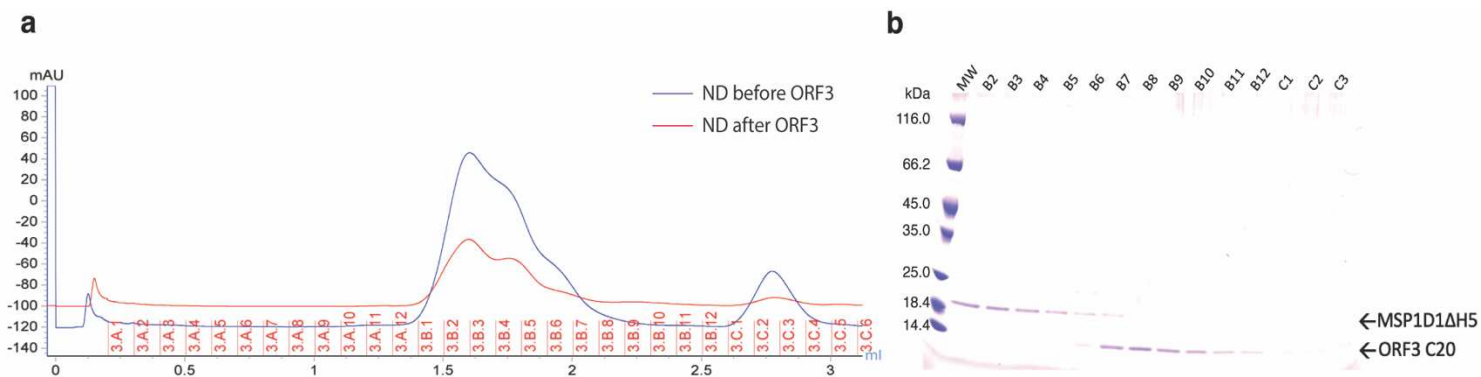 a
mAU
100
80
60
40
20
0
-20
-40
-60
-80
-100
-120
-140
ND before ORF3
ND after ORF3
3.A.1 3.A.2 3.A.3 3.A.4 3.A.5 3.A.6 3.A.7 3.A.8 3.A.9 3.A.10 3.A.11 3.A.12 3.B.1 3.B.2 3.B.3 3.B.4 3.B.5 3.B.6 3.B.7 3.B.8 3.B.9 3.B.10 3.B.11 3.B.12 3.C.1 3.C.2 3.C.3 3.C.4 3.C.5 3.C.6
ml
0 0.5 1 1.5 2 2.5 3
b
MW B2 B3 B4 B5 B6 B7 B8 B9 B10 B11 B12 C1 C2 C3
kDa
116.0
66.2
45.0
35.0
25.0
18.4
14.4
←MSP1D1ΔH5
←ORF3 C20